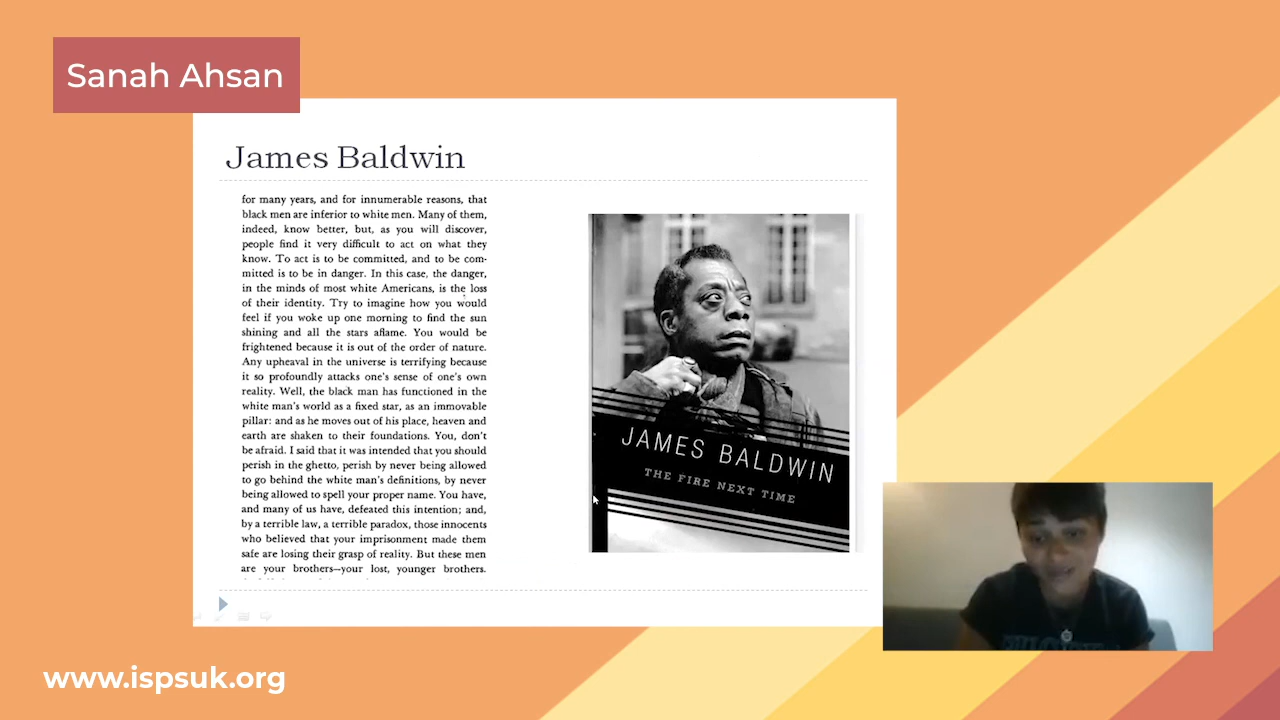 Sanah Ahsan
James Baldwin
for many years, and for innumerable reasons, that
black men are inferior to white men. Many of them,
indeed, know better, but, as you will discover,
people find it very difficult to act on what they
know. To act is to be committed, and to be com-
mitted is to be in danger. In this case, the danger,
in the minds of most white Americans, is the loss
of their identity. Try to imagine how you would
feel if you woke up one morning to find the sun
shining and all the stars aflame. You would be
frightened because it is out of the order of nature.
Any upheaval in the universe is terrifying because
it so profoundly attacks one's sense of one's own
reality. Well, the black man has functioned in the
white man's world as a fixed star, as an immovable
pillar: and as he moves out of his place, heaven and
earth are shaken to their foundations. You, don't
be afraid. I said that it was intended that you should
perish in the ghetto, perish by never being allowed
to go behind the white man's definitions, by never
being allowed to spell your proper name. You have,
and many of us have, defeated this intention; and,
by a terrible law, a terrible paradox, those innocents
who believed that your imprisonment made them
safe are losing their grasp of reality. But these men
are your brothers—your lost, younger brothers.
JAMES BALDWIN
THE FIRE NEXT TIME
www.ispsuk.org